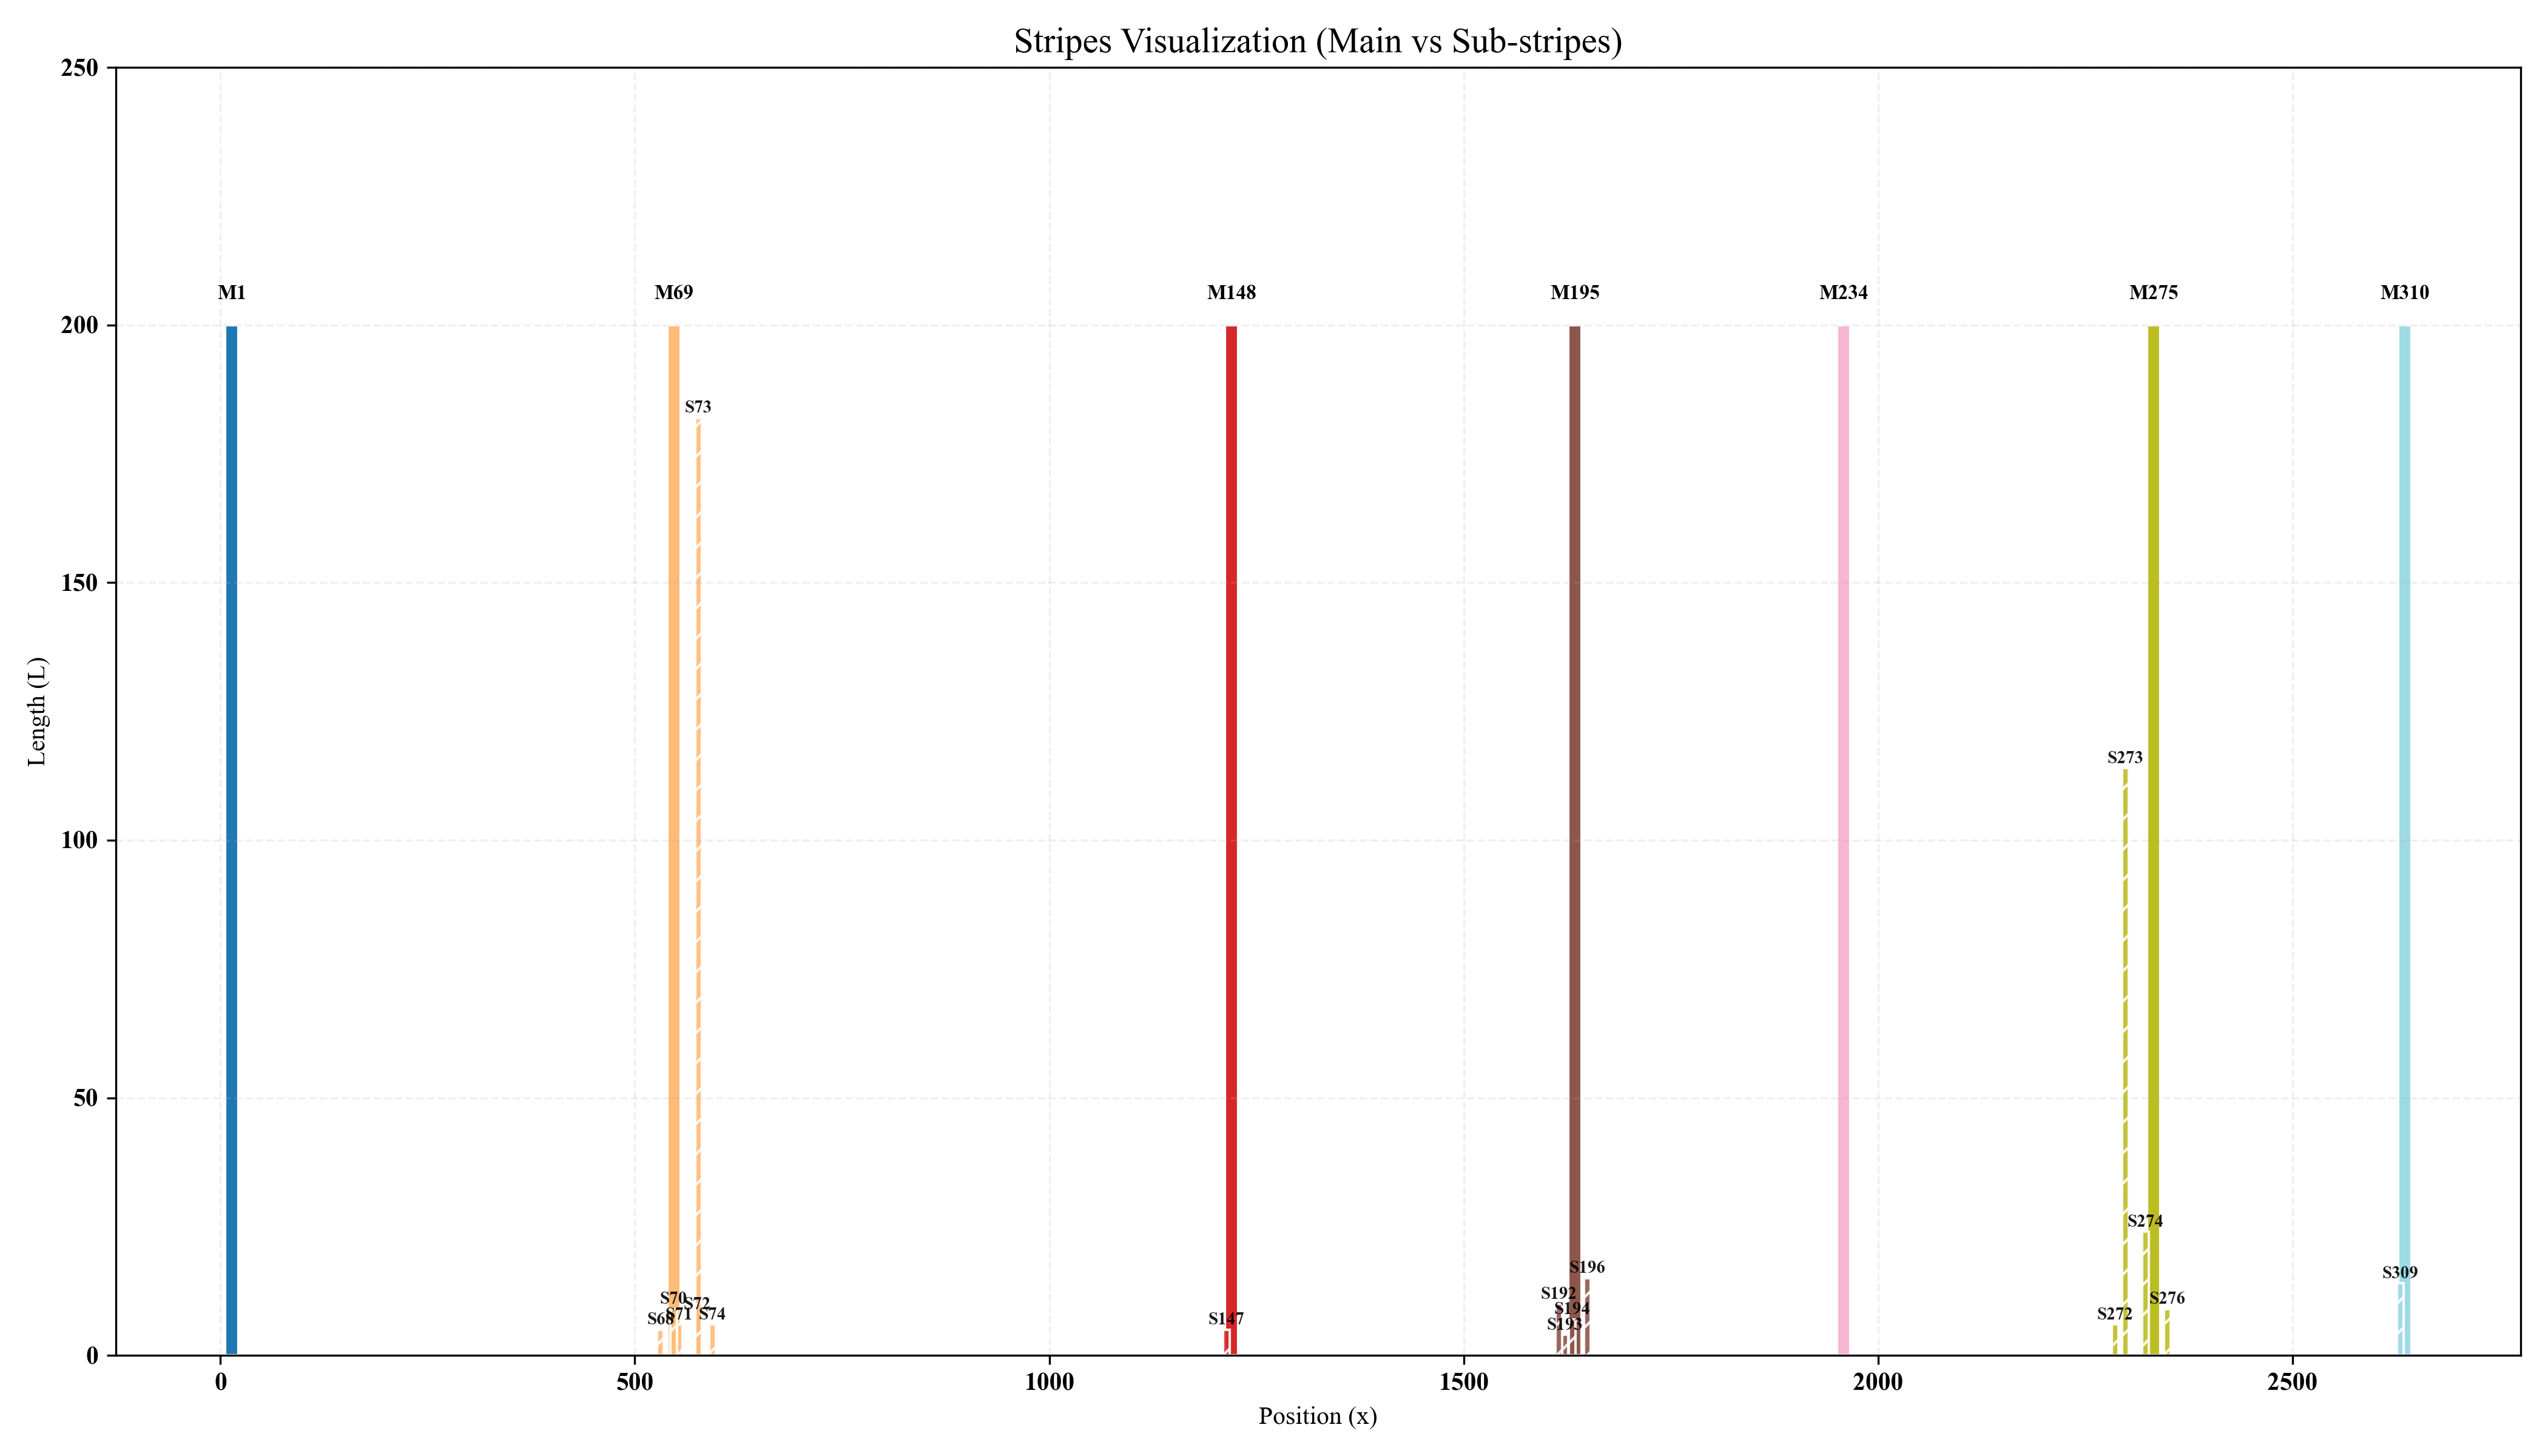 Stripes Visualization (Main vs Sub-stripes)
250
M1 M69 M148 M195 M234 M275 M310
200
S73
150
Length (L)
S273
100
50
S274
S196
S309
S192
S70 S276
S72
S194
S71 S74 S272
S68 S147
S193
0
0 500 1000 1500 2000 2500
Position (x)